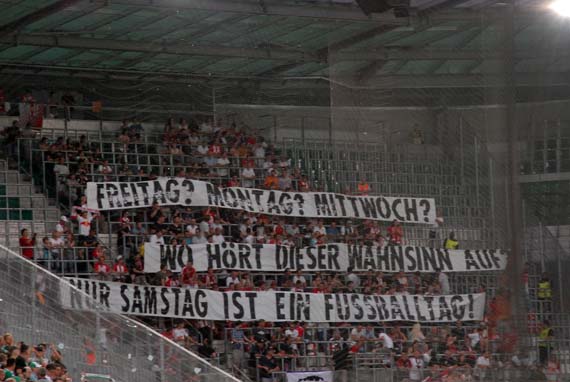 FREITAG? MONTAG? MITTWOCH?
WO HÖRT DIESER WAHNSINN AUF
NUR SAMSTAG IST EIN FUSSBALLTAG!